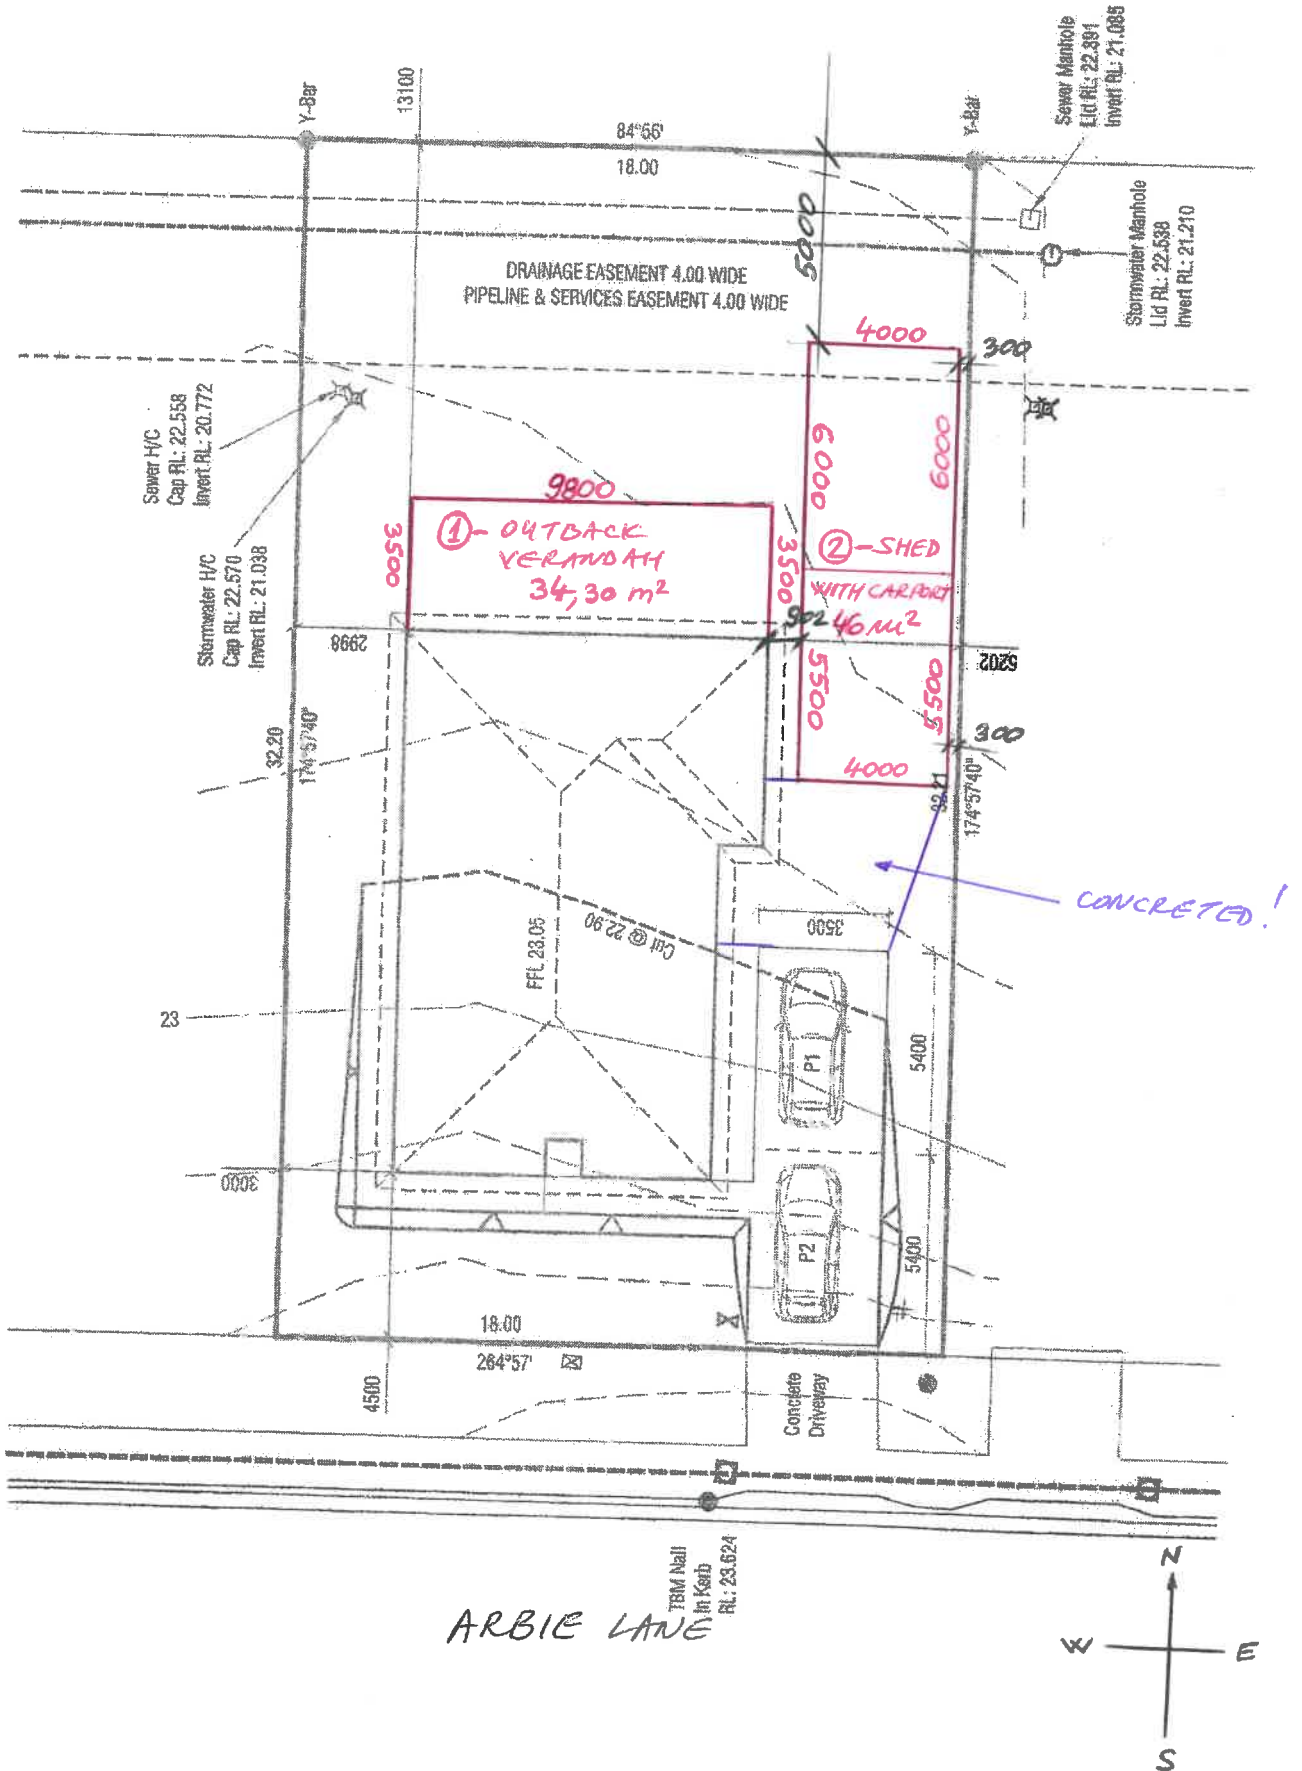 Sewer Manhole
Lid RL: 22.891
Invert RL: 21.085
Y-Bar
13100
84°56'
18.00
Y-Bar
Stormwater Manhole
Lid RL: 22.538
Invert RL: 21.210
5000
DRAINAGE EASEMENT 4.00 WIDE
PIPELINE & SERVICES EASEMENT 4.00 WIDE
4000
300
Sewer H/C
Cap RL: 22.558
Invert RL: 20.772
6000
6000
9800
3500
① - OUTBACK
VERANDAH
34,30 m²
3500
② - SHED
WITH CARPORT
46 m²
Stormwater H/C
Cap RL: 22.570
Invert RL: 21.038
902
2998
5202
5500
5500
32.20
174°57'40"
300
4000
32.21
174°57'40"
CONCRETED!
3500
Cut @ 22.90
FFL 23.05
23
P1
5400
3000
P2
5400
18.00
264°57'
4500
Concrete
Driveway
TBM Nail
In Kerb
RL: 23.624
ARBIE LANE
N
W
E
S